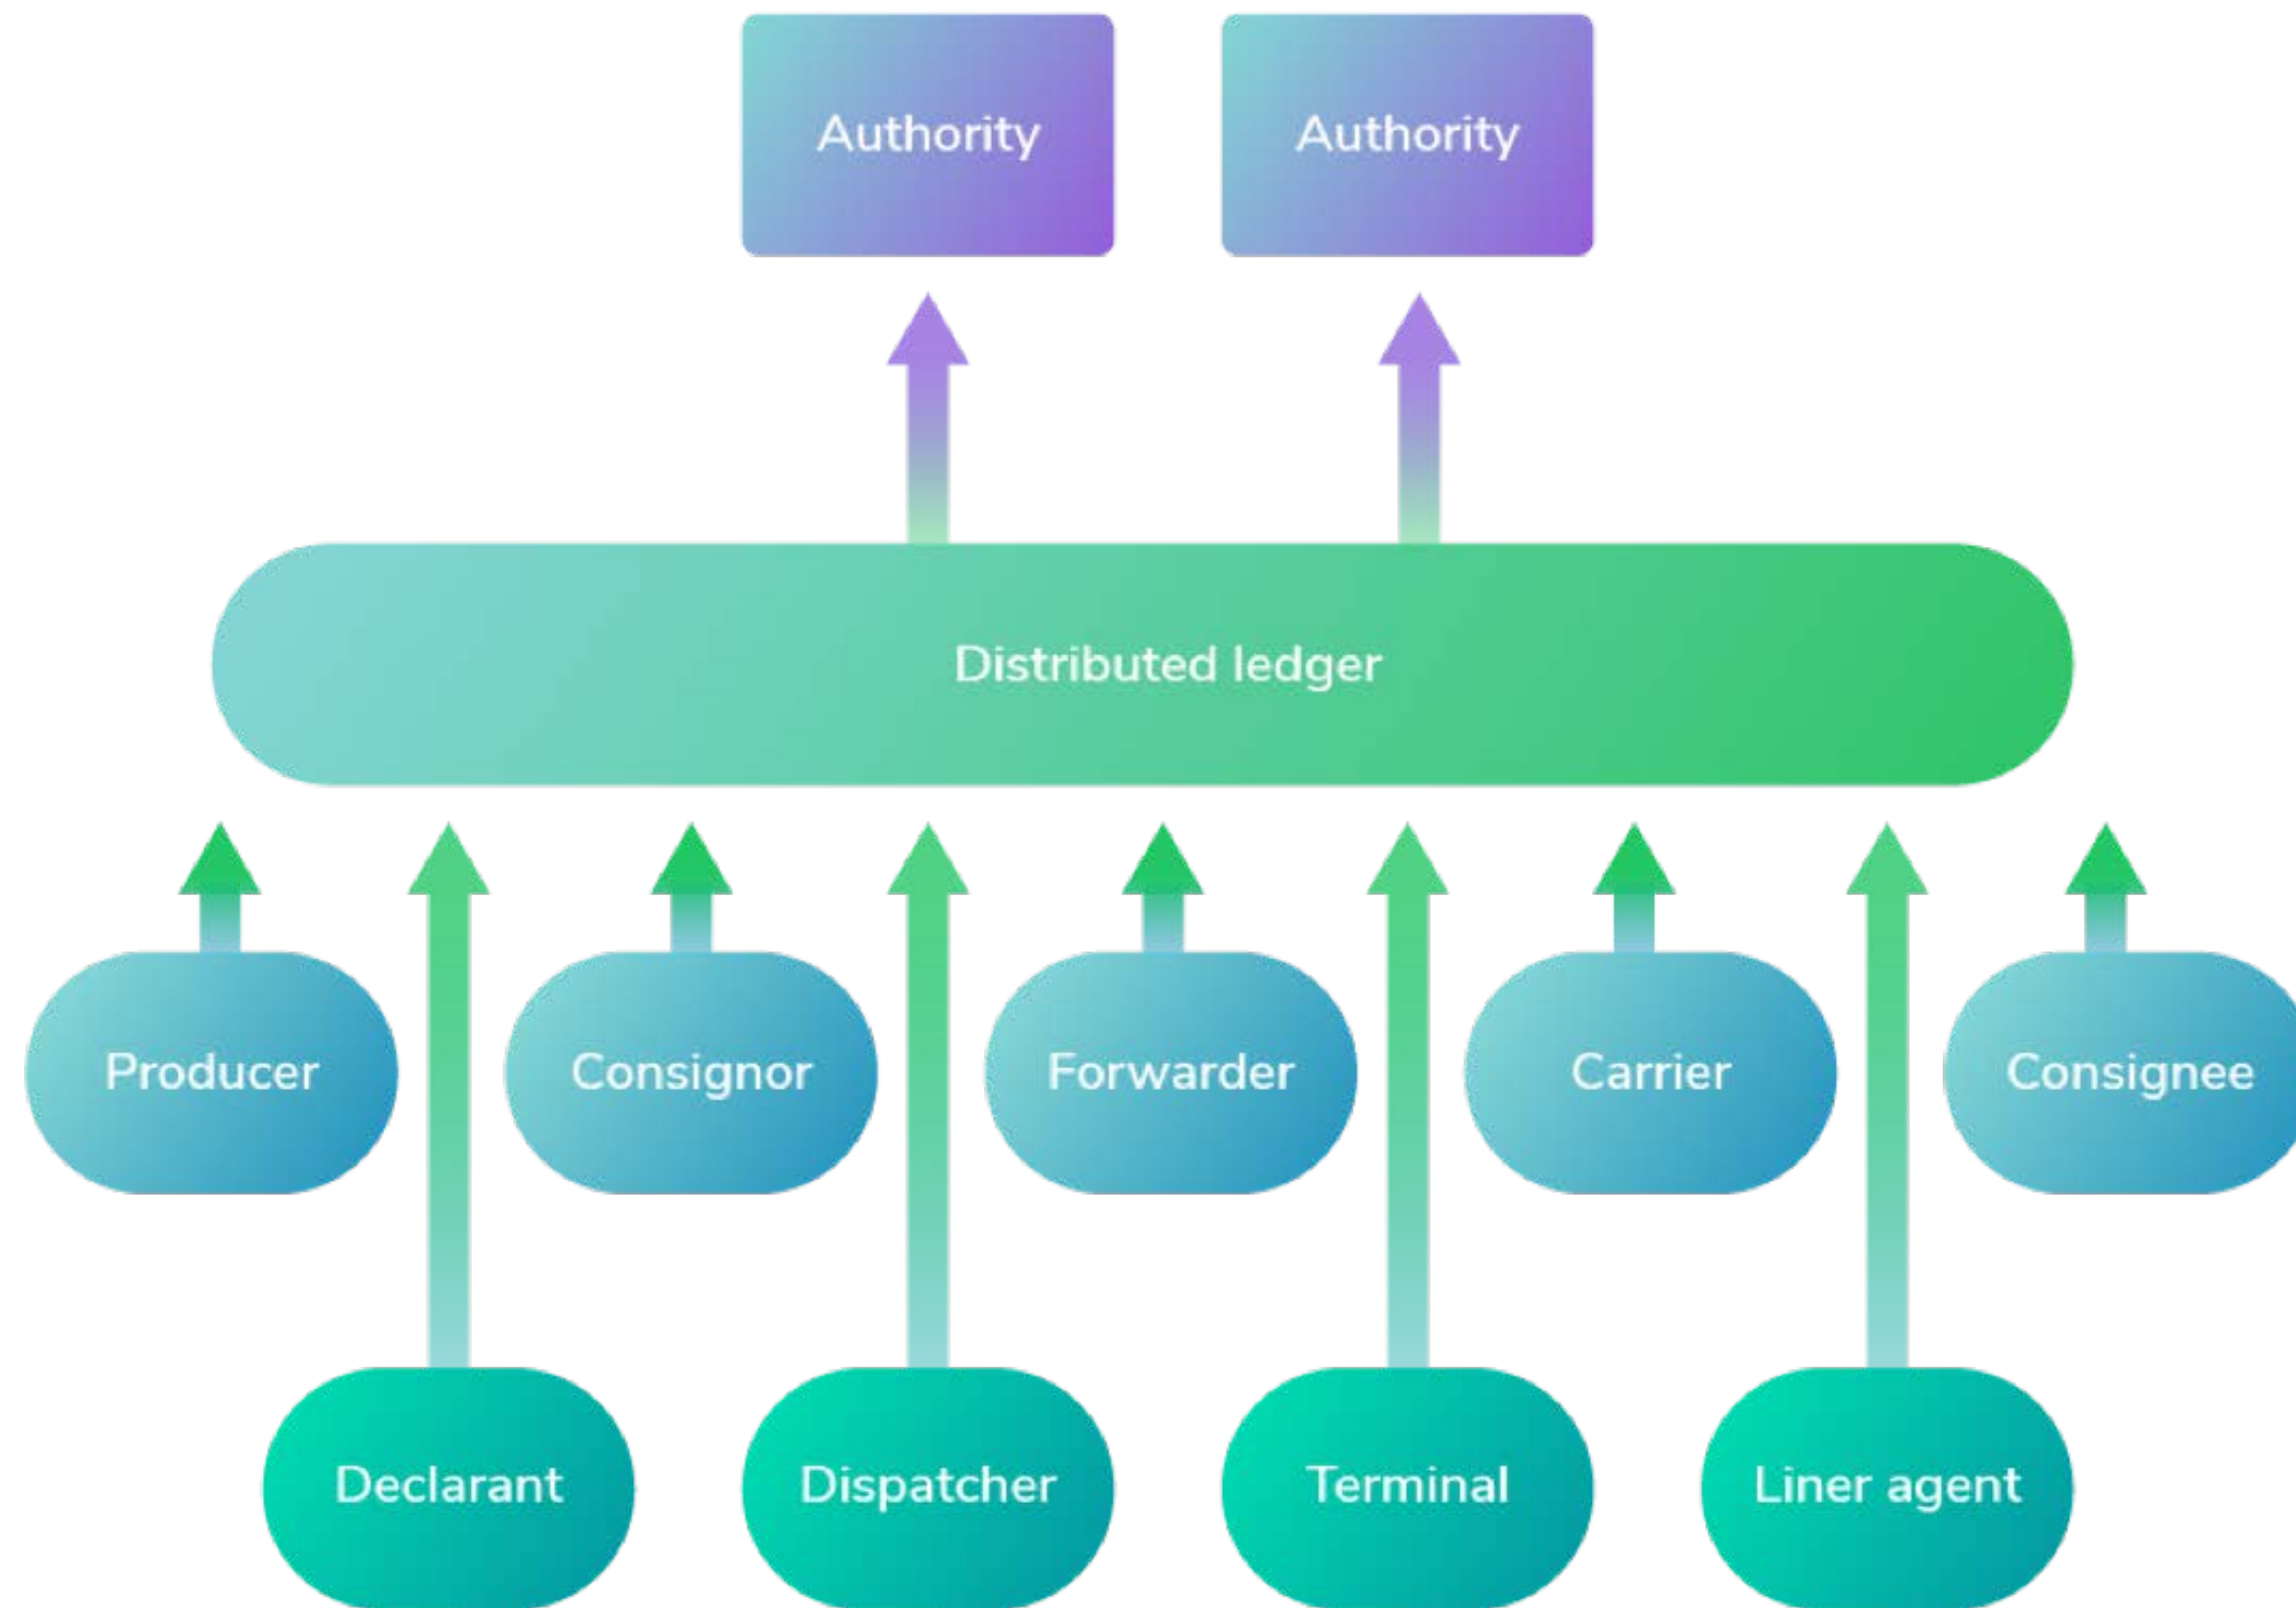 Authority
Authority
Distributed ledger
Producer
Consignor
Forwarder
Carrier
Consignee
Declarant
Dispatcher
Terminal
Liner agent